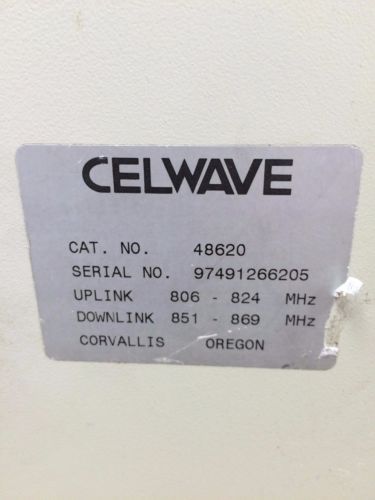 CELWAVE
CAT. NO. 48620
SERIAL NO. 97491266205
UPLINK 806 - 824 MHz
DOWNLINK 851 - 869 MHz
CORVALLIS OREGON